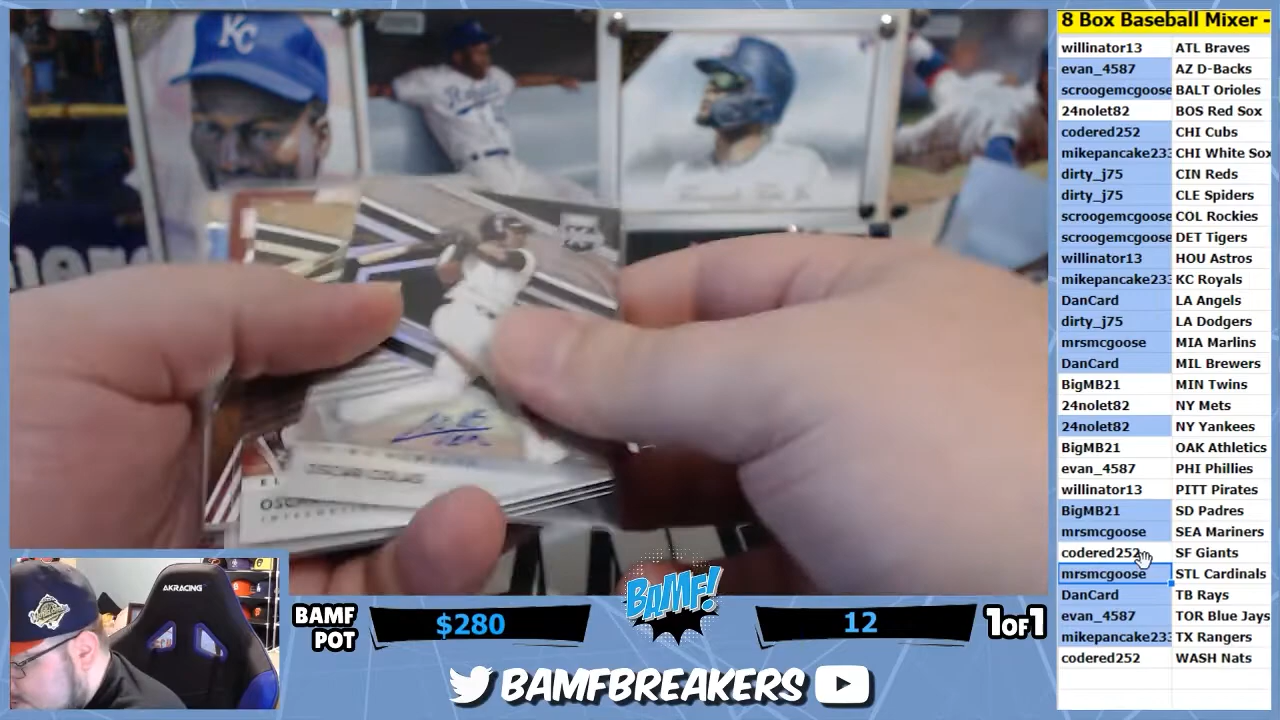 8 Box Baseball Mixer -
willinator13 ATL Braves
evan_4587 AZ D-Backs
scroogemcgoose BALT Orioles
24nolet82 BOS Red Sox
codered252 CHI Cubs
mikepancake233 CHI White Sox
dirty_j75 CIN Reds
dirty_j75 CLE Spiders
scroogemcgoose COL Rockies
scroogemcgoose DET Tigers
willinator13 HOU Astros
mikepancake233 KC Royals
DanCard LA Angels
dirty_j75 LA Dodgers
mrsmcgoose MIA Marlins
DanCard MIL Brewers
BigMB21 MIN Twins
24nolet82 NY Mets
24nolet82 NY Yankees
BigMB21 OAK Athletics
evan_4587 PHI Phillies
willinator13 PITT Pirates
BigMB21 SD Padres
mrsmcgoose SEA Mariners
codered252 SF Giants
mrsmcgoose STL Cardinals
DanCard TB Rays
evan_4587 TOR Blue Jays
mikepancake233 TX Rangers
codered252 WASH Nats
KC
Royals
OSCAR COLAS
AKRACING
BAMF POT
$280
BAMF!
12
1OF1
BAMFBREAKERS